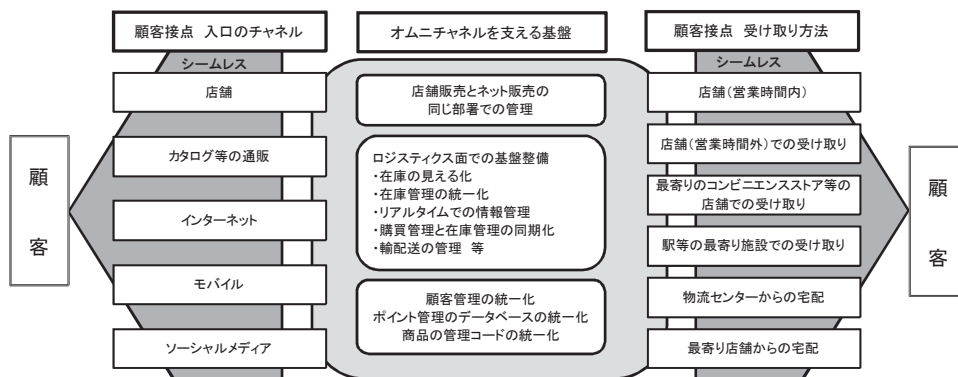 顧客接点 入口のチャネル
オムニチャネルを支える基盤
顧客接点 受け取り方法
シームレス
シームレス
店舗
カタログ等の通販
インターネット
モバイル
ソーシャルメディア
店舗販売とネット販売の
同じ部署での管理
ロジスティクス面での基盤整備
・在庫の見える化
・在庫管理の統一化
・リアルタイムでの情報管理
・購買管理と在庫管理の同期化
・輸配送の管理 等
顧客管理の統一化
ポイント管理のデータベースの統一化
商品の管理コードの統一化
店舗(営業時間内)
店舗(営業時間外)での受け取り
最寄りのコンビニエンスストア等の
店舗での受け取り
駅等の最寄り施設での受け取り
物流センターからの宅配
最寄り店舗からの宅配
顧客
顧客